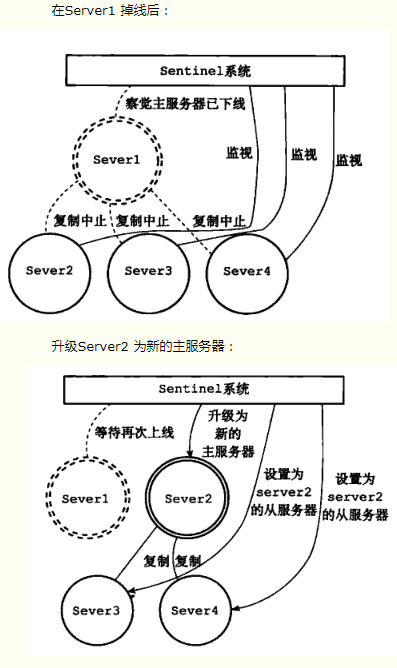 在Server1 掉线后：
Sentinel系统
察觉主服务器已下线
Sever1
监视 监视 监视
复制中止 复制中止 复制中止
Sever2 Sever3 Sever4
升级Server2 为新的主服务器：
Sentinel系统
等待再次上线
升级为
新的
主服务器
Sever1 Sever2
设置为
server2
的从服务器
设置为
server2
的从服务器
复制 复制
Sever3 Sever4